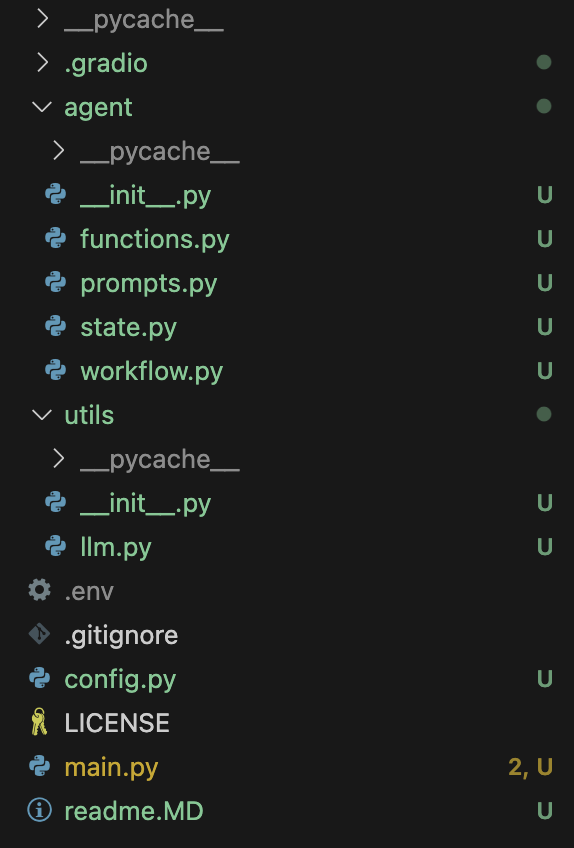 __pycache__
.gradio
agent
__pycache__
__init__.py U
functions.py U
prompts.py U
state.py U
workflow.py U
utils
__pycache__
__init__.py U
llm.py U
.env
.gitignore
config.py U
LICENSE
main.py 2, U
readme.MD U